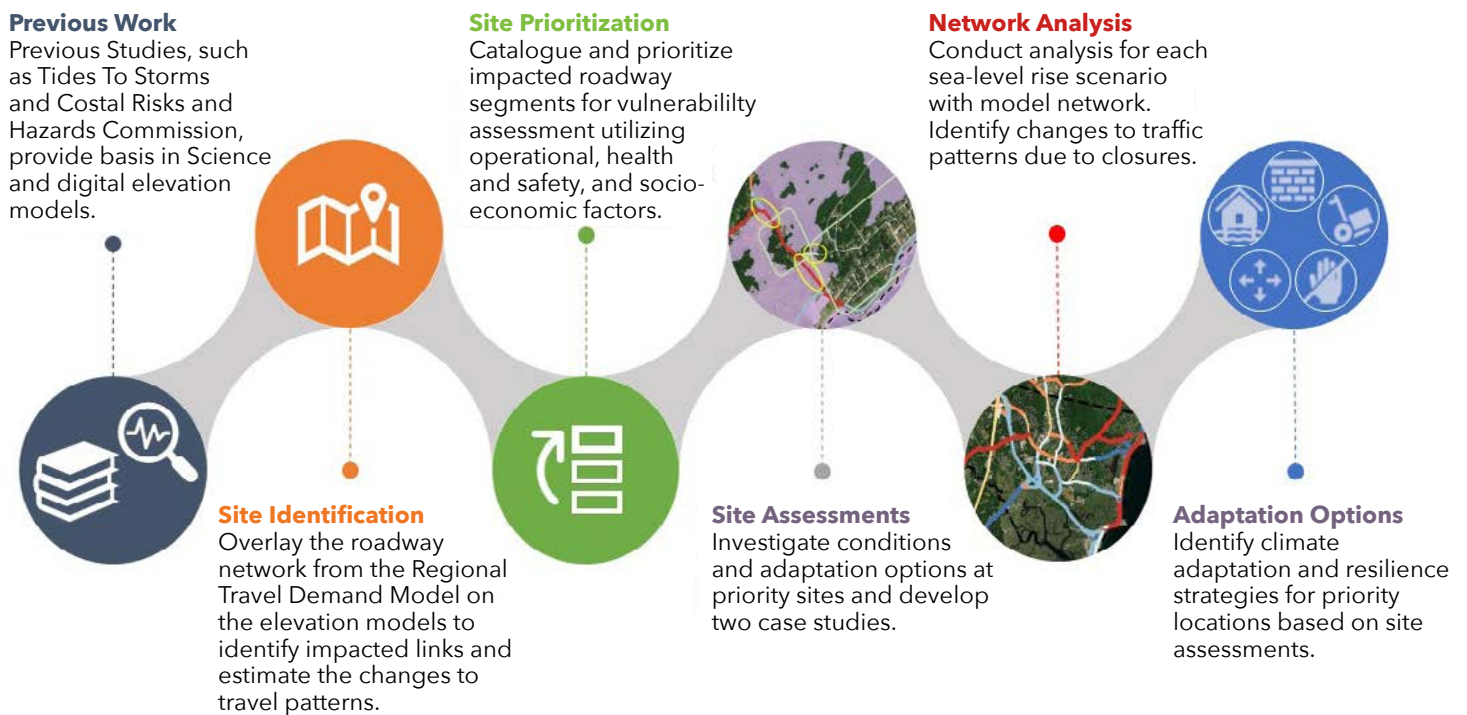 Previous Work
Previous Studies, such
as Tides To Storms
and Costal Risks and
Hazards Commission,
provide basis in Science
and digital elevation
models.
Site Identification
Overlay the roadway
network from the Regional
Travel Demand Model on
the elevation models to
identify impacted links and
estimate the changes to
travel patterns.
Site Prioritization
Catalogue and prioritize
impacted roadway
segments for vulnerabililty
assessment utilizing
operational, health
and safety, and socio-
economic factors.
Site Assessments
Investigate conditions
and adaptation options at
priority sites and develop
two case studies.
Network Analysis
Conduct analysis for each
sea-level rise scenario
with model network.
Identify changes to traffic
patterns due to closures.
Adaptation Options
Identify climate
adaptation and resilience
strategies for priority
locations based on site
assessments.